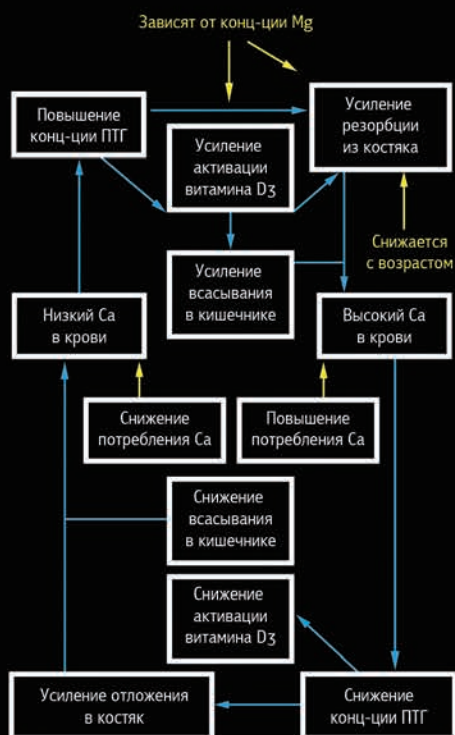 Зависят от конц-ции Mg
Повышение
конц-ции ПТГ
Усиление
активации
витамина D3
Усиление
резорбции
из костяка
Снижается
с возрастом
Усиление
всасывания
в кишечнике
Низкий Ca
в крови
Высокий Ca
в крови
Снижение
потребления Ca
Повышение
потребления Ca
Снижение
всасывания
в кишечнике
Снижение
активации
витамина D3
Усиление отложения
в костяк
Снижение
конц-ции ПТГ